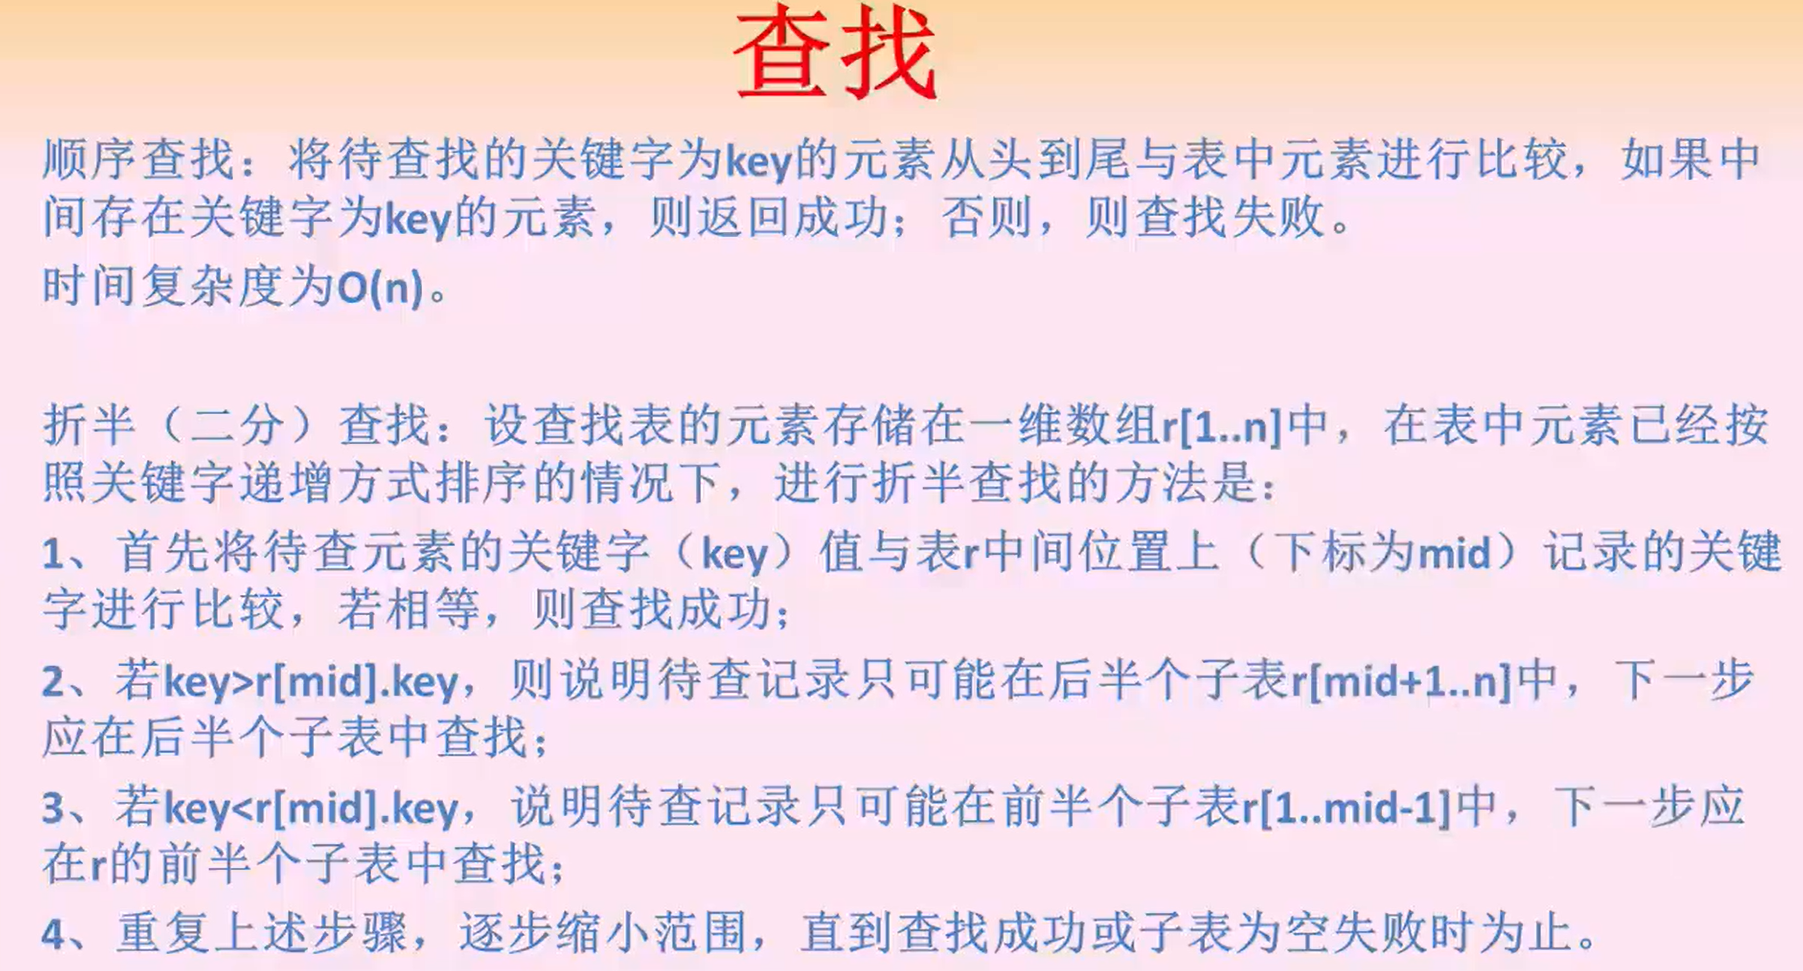 查找
顺序查找：将待查找的关键字为key的元素从头到尾与表中元素进行比较，如果中
间存在关键字为key的元素，则返回成功；否则，则查找失败。
时间复杂度为O(n)。
折半（二分）查找：设查找表的元素存储在一维数组r[1..n]中，在表中元素已经按
照关键字递增方式排序的情况下，进行折半查找的方法是：
1、首先将待查元素的关键字（key）值与表r中间位置上（下标为mid）记录的关键
字进行比较，若相等，则查找成功；
2、若key>r[mid].key，则说明待查记录只可能在后半个子表r[mid+1..n]中，下一步
应在后半个子表中查找；
3、若key<r[mid].key，说明待查记录只可能在前半个子表r[1..mid-1]中，下一步应
在r的前半个子表中查找；
4、重复上述步骤，逐步缩小范围，直到查找成功或子表为空失败时为止。